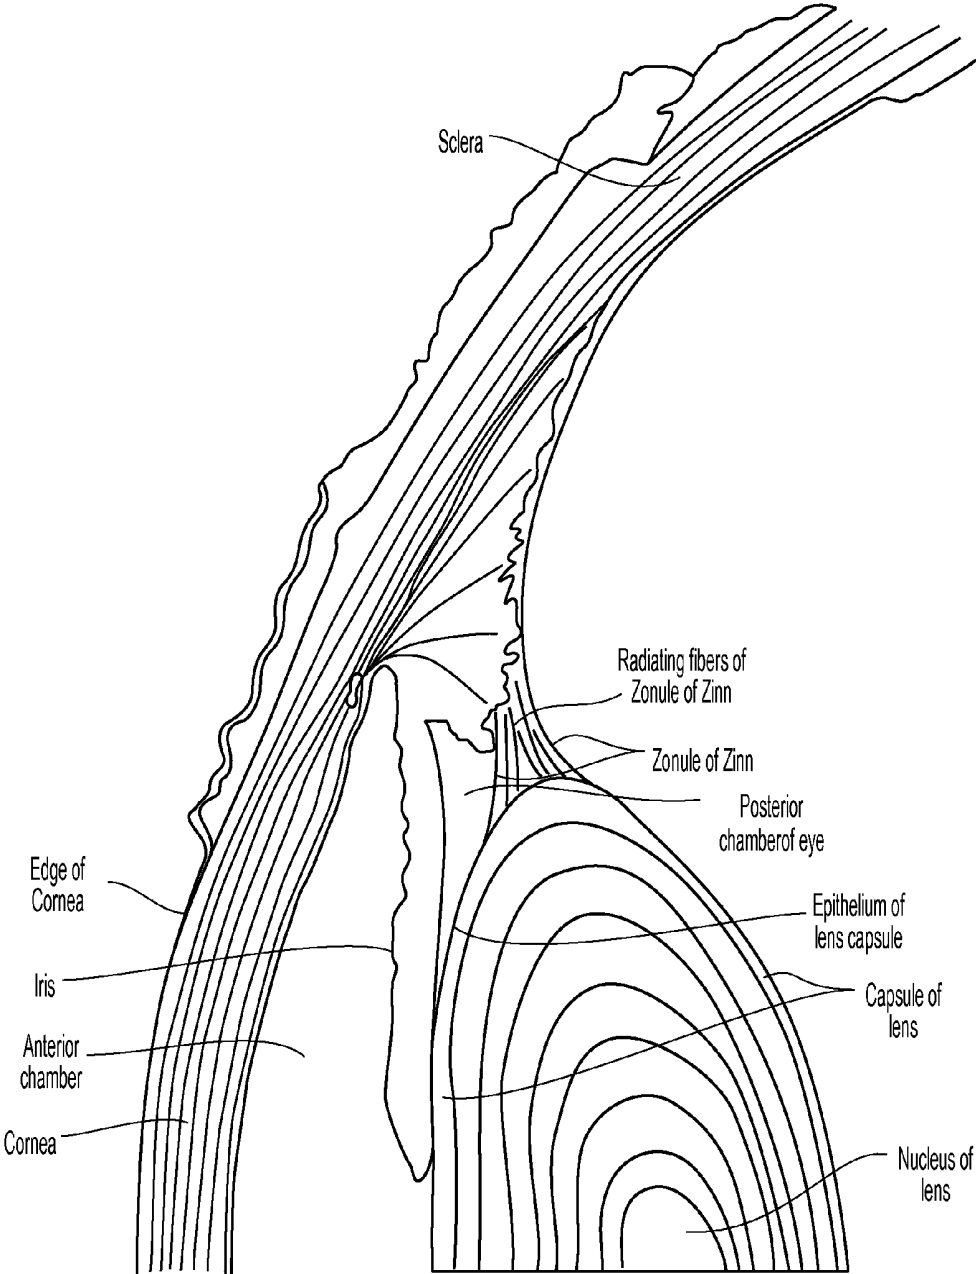 Sclera
Radiating fibers of
Zonule of Zinn
Zonule of Zinn
Posterior
chamberof eye
Edge of
Cornea
Epithelium of
lens capsule
Iris
Capsule of
lens
Anterior
chamber
Cornea
Nucleus of
lens